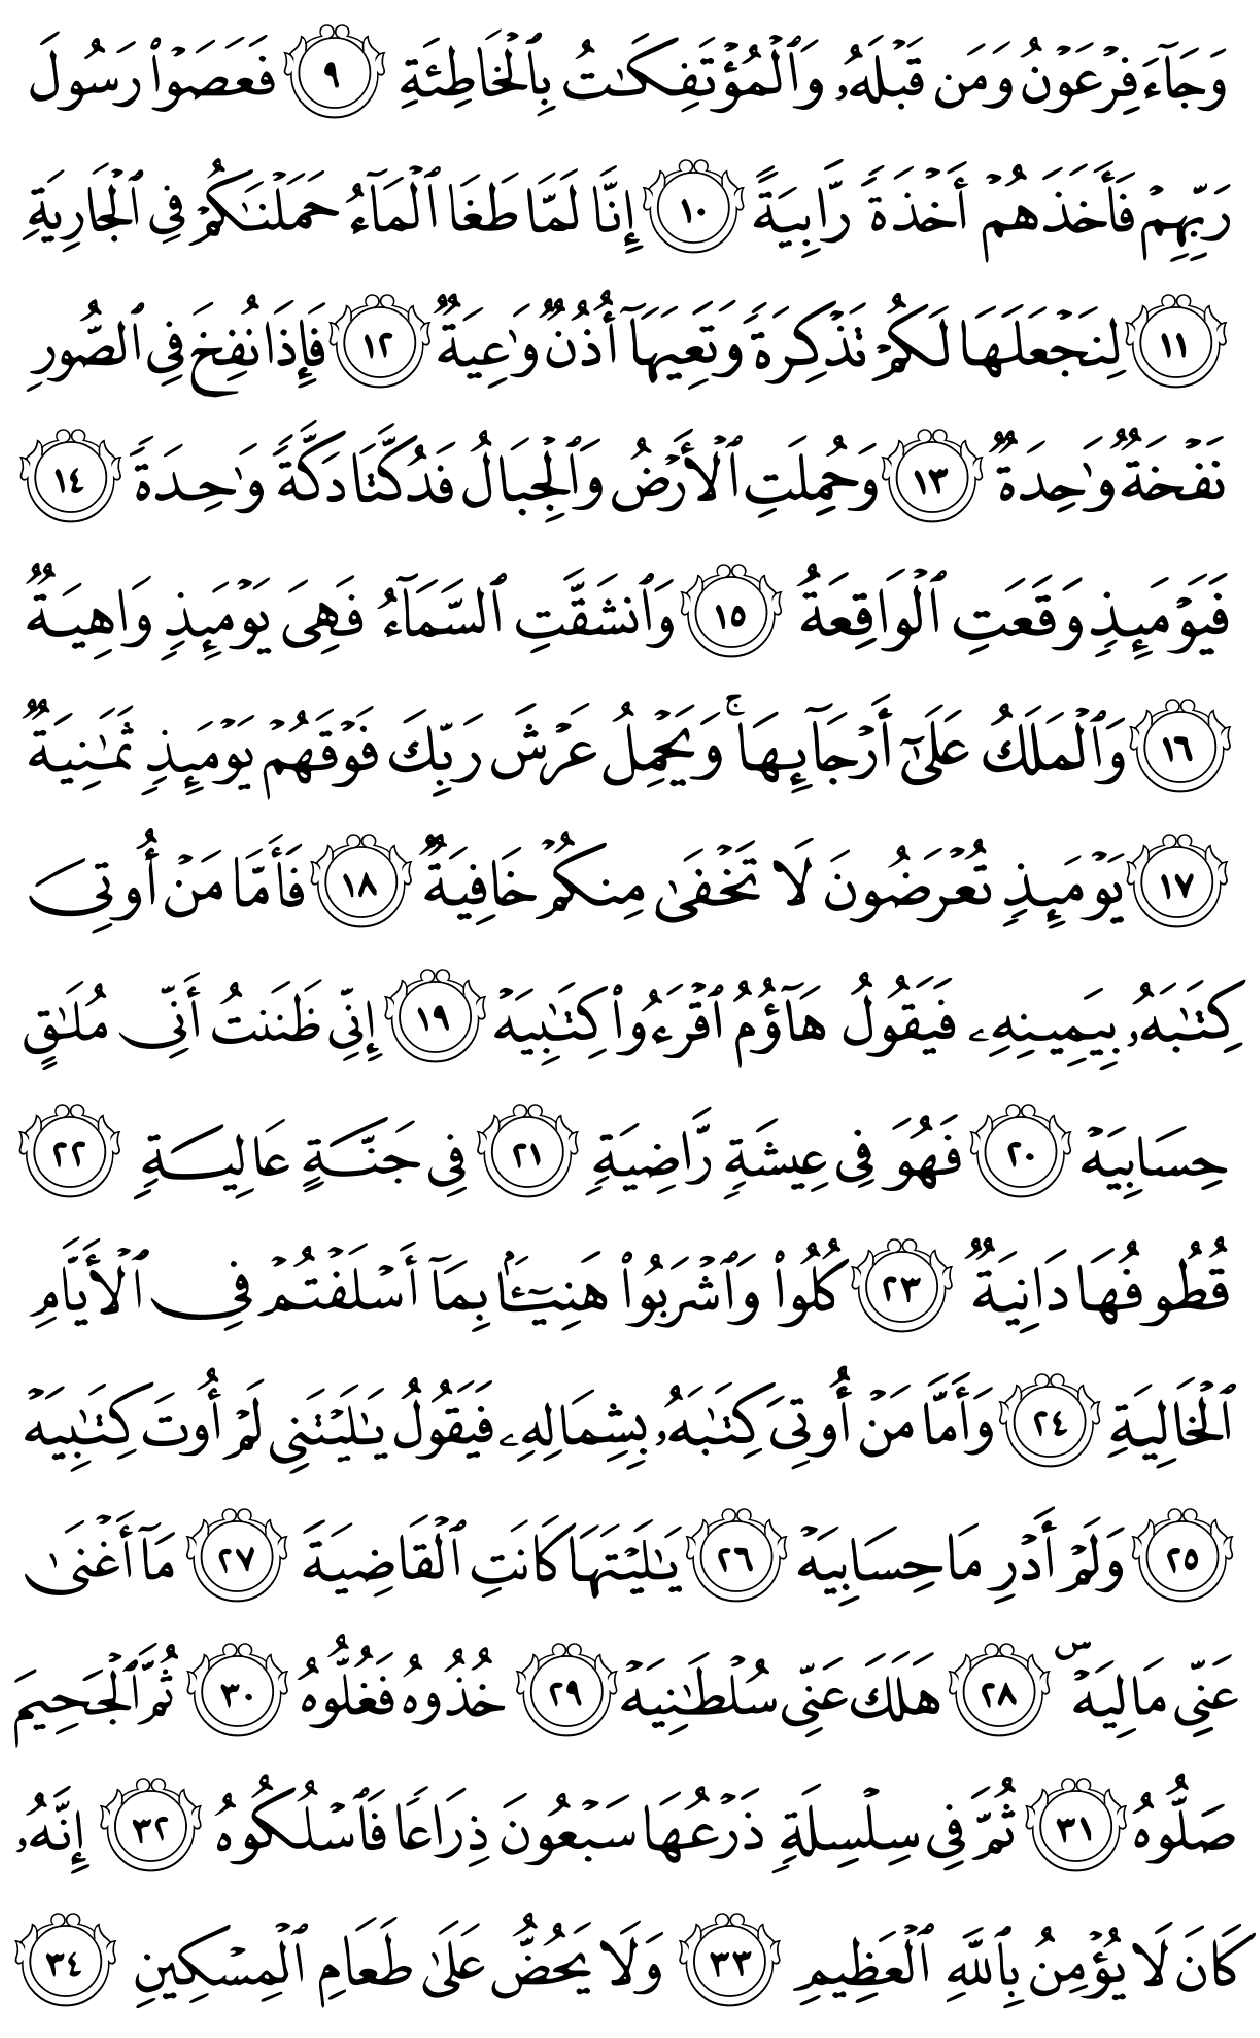 وَجَآءَ فِرْعَوْنُ وَمَن قَبْلَهُۥ وَٱلْمُؤْتَفِكَـٰتُ بِٱلْخَاطِئَةِ ٩ فَعَصَوْا۟ رَسُولَ
رَبِّهِمْ فَأَخَذَهُمْ أَخْذَةً رَّابِيَةً ١٠ إِنَّا لَمَّا طَغَا ٱلْمَآءُ حَمَلْنَـٰكُمْ فِى ٱلْجَارِيَةِ
١١ لِنَجْعَلَهَا لَكُمْ تَذْكِرَةً وَتَعِيَهَآ أُذُنٌ وَٰعِيَةٌ ١٢ فَإِذَا نُفِخَ فِى ٱلصُّورِ
نَفْخَةٌ وَٰحِدَةٌ ١٣ وَحُمِلَتِ ٱلْأَرْضُ وَٱلْجِبَالُ فَدُكَّتَا دَكَّةً وَٰحِدَةً ١٤
فَيَوْمَئِذٍ وَقَعَتِ ٱلْوَاقِعَةُ ١٥ وَٱنشَقَّتِ ٱلسَّمَآءُ فَهِىَ يَوْمَئِذٍ وَاهِيَةٌ
١٦ وَٱلْمَلَكُ عَلَىٰٓ أَرْجَآئِهَا ۚ وَيَحْمِلُ عَرْشَ رَبِّكَ فَوْقَهُمْ يَوْمَئِذٍ ثَمَـٰنِيَةٌ
١٧ يَوْمَئِذٍ تُعْرَضُونَ لَا تَخْفَىٰ مِنكُمْ خَافِيَةٌ ١٨ فَأَمَّا مَنْ أُوتِىَ
كِتَـٰبَهُۥ بِيَمِينِهِۦ فَيَقُولُ هَآؤُمُ ٱقْرَءُوا۟ كِتَـٰبِيَهْ ١٩ إِنِّى ظَنَنتُ أَنِّى مُلَـٰقٍ
حِسَابِيَهْ ٢٠ فَهُوَ فِى عِيشَةٍ رَّاضِيَةٍ ٢١ فِى جَنَّةٍ عَالِيَةٍ ٢٢
قُطُوفُهَا دَانِيَةٌ ٢٣ كُلُوا۟ وَٱشْرَبُوا۟ هَنِيٓـًٔۢا بِمَآ أَسْلَفْتُمْ فِى ٱلْأَيَّامِ
ٱلْخَالِيَةِ ٢٤ وَأَمَّا مَنْ أُوتِىَ كِتَـٰبَهُۥ بِشِمَالِهِۦ فَيَقُولُ يَـٰلَيْتَنِى لَمْ أُوتَ كِتَـٰبِيَهْ
٢٥ وَلَمْ أَدْرِ مَا حِسَابِيَهْ ٢٦ يَـٰلَيْتَهَا كَانَتِ ٱلْقَاضِيَةَ ٢٧ مَآ أَغْنَىٰ
عَنِّى مَالِيَهْ ۜ ٢٨ هَلَكَ عَنِّى سُلْطَـٰنِيَهْ ٢٩ خُذُوهُ فَغُلُّوهُ ٣٠ ثُمَّ ٱلْجَحِيمَ
صَلُّوهُ ٣١ ثُمَّ فِى سِلْسِلَةٍ ذَرْعُهَا سَبْعُونَ ذِرَاعًا فَٱسْلُكُوهُ ٣٢ إِنَّهُۥ
كَانَ لَا يُؤْمِنُ بِٱللَّهِ ٱلْعَظِيمِ ٣٣ وَلَا يَحُضُّ عَلَىٰ طَعَامِ ٱلْمِسْكِينِ ٣٤